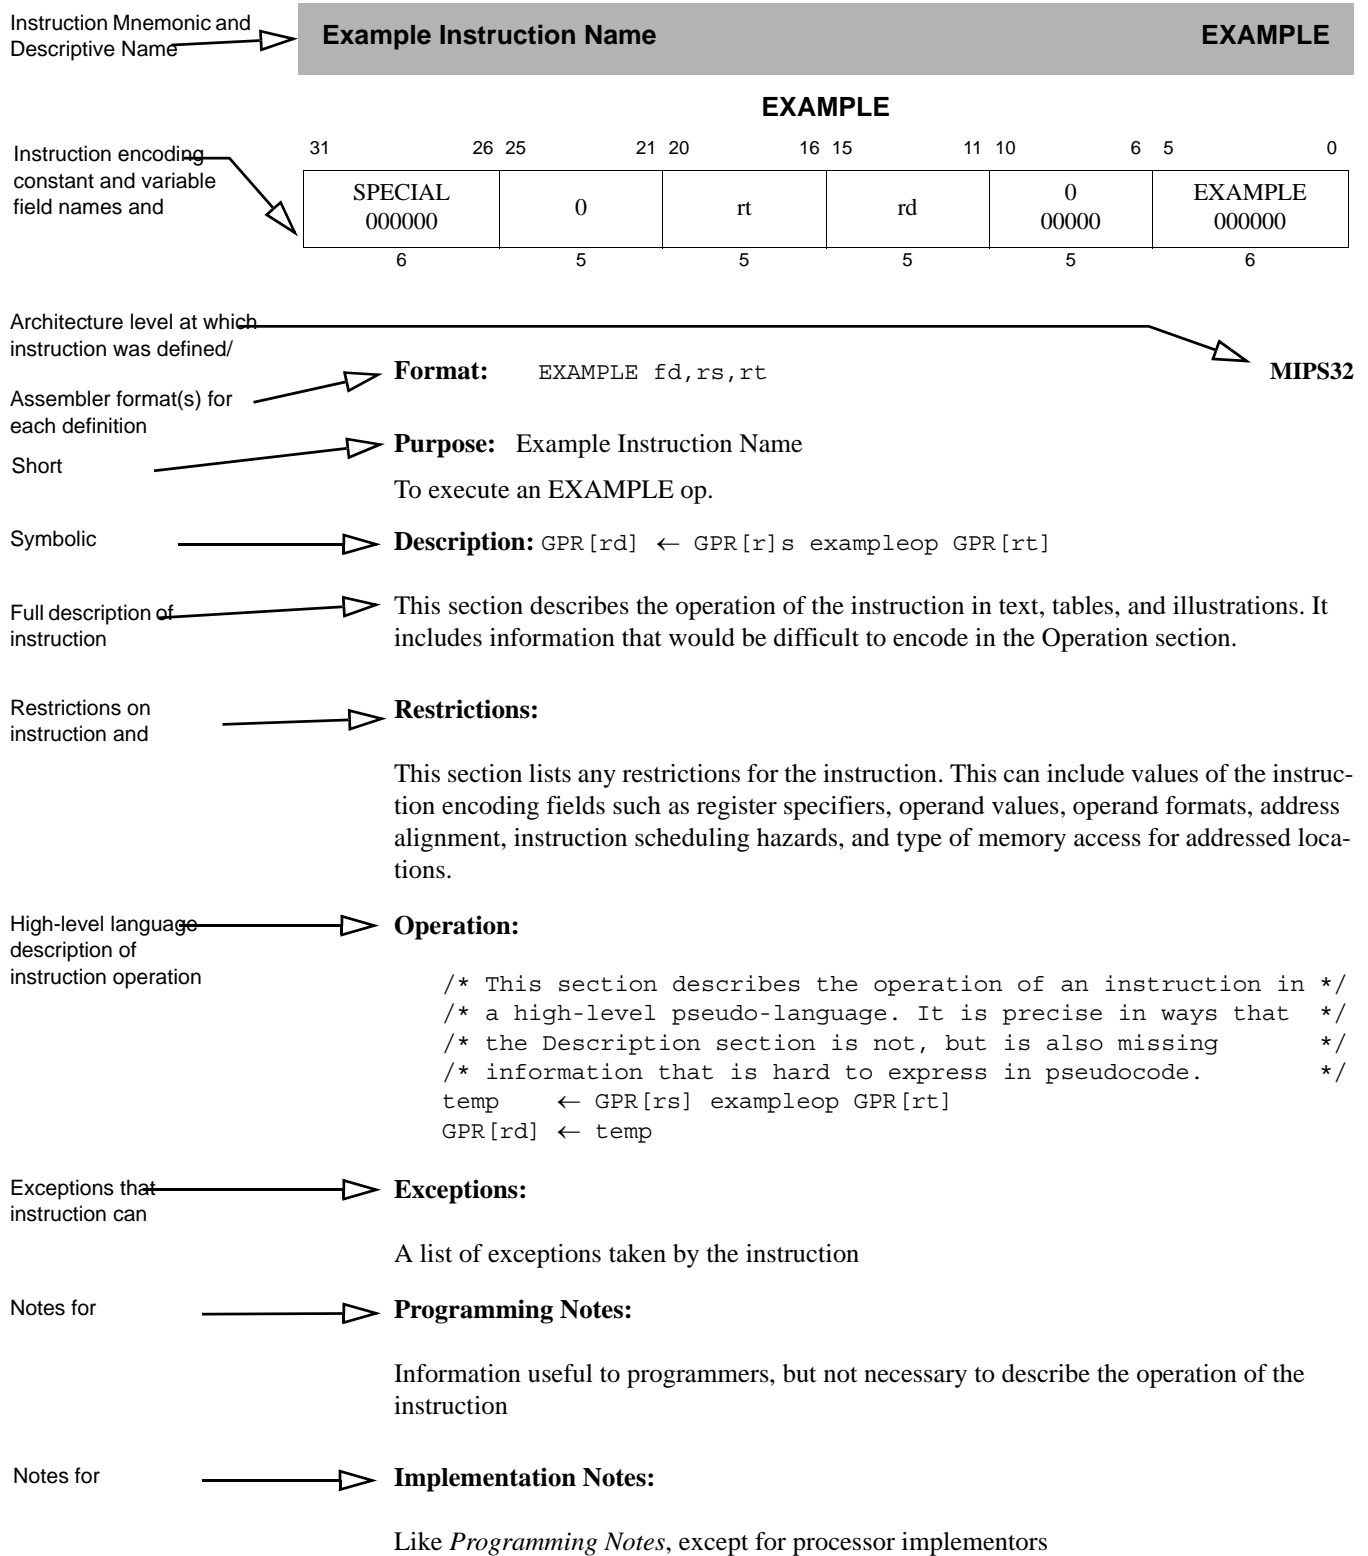 Instruction Mnemonic and
Descriptive Name
Example Instruction Name EXAMPLE
EXAMPLE
31 26 25 21 20 16 15 11 10 6 5 0
Instruction encoding
constant and variable
field names and
SPECIAL
000000
0
rt
rd
0
00000
EXAMPLE
000000
6 5 5 5 5 6
Architecture level at which
instruction was defined/
Format: EXAMPLE fd,rs,rt MIPS32
Assembler format(s) for
each definition
Purpose: Example Instruction Name
Short
To execute an EXAMPLE op.
Symbolic
Description: GPR[rd] ← GPR[r]s exampleop GPR[rt]
Full description of
instruction
This section describes the operation of the instruction in text, tables, and illustrations. It
includes information that would be difficult to encode in the Operation section.
Restrictions on
instruction and
Restrictions:
This section lists any restrictions for the instruction. This can include values of the instruc-
tion encoding fields such as register specifiers, operand values, operand formats, address
alignment, instruction scheduling hazards, and type of memory access for addressed loca-
tions.
High-level language
description of
instruction operation
Operation:
/* This section describes the operation of an instruction in */
/* a high-level pseudo-language. It is precise in ways that */
/* the Description section is not, but is also missing */
/* information that is hard to express in pseudocode. */
temp ← GPR[rs] exampleop GPR[rt]
GPR[rd] ← temp
Exceptions that
instruction can
Exceptions:
A list of exceptions taken by the instruction
Notes for
Programming Notes:
Information useful to programmers, but not necessary to describe the operation of the
instruction
Notes for
Implementation Notes:
Like Programming Notes, except for processor implementors